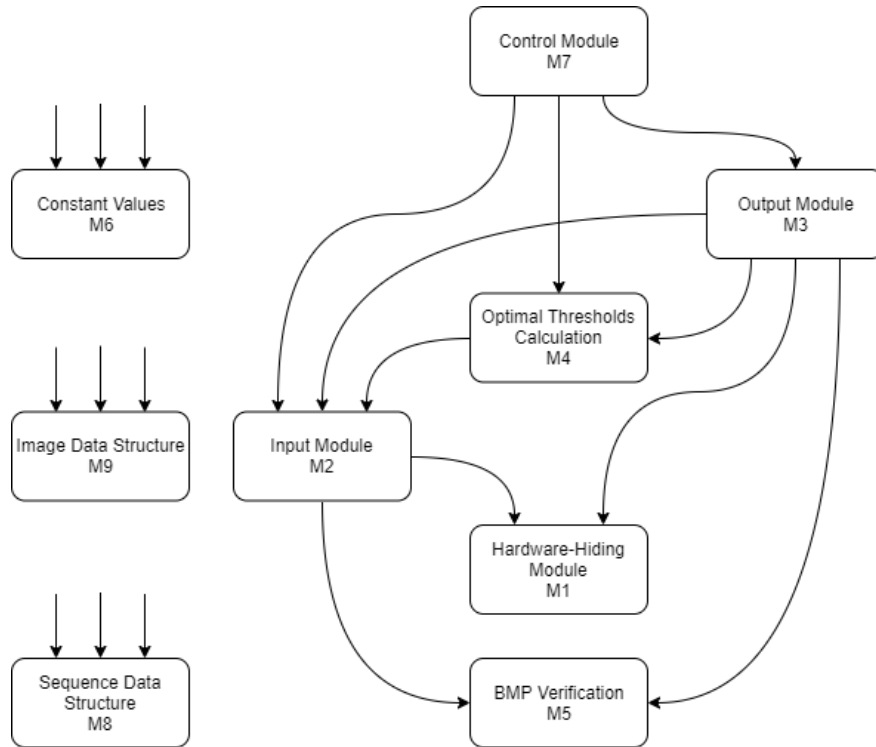 Control Module
M7
Constant Values
M6
Output Module
M3
Optimal Thresholds
Calculation
M4
Image Data Structure
M9
Input Module
M2
Hardware-Hiding
Module
M1
Sequence Data
Structure
M8
BMP Verification
M5